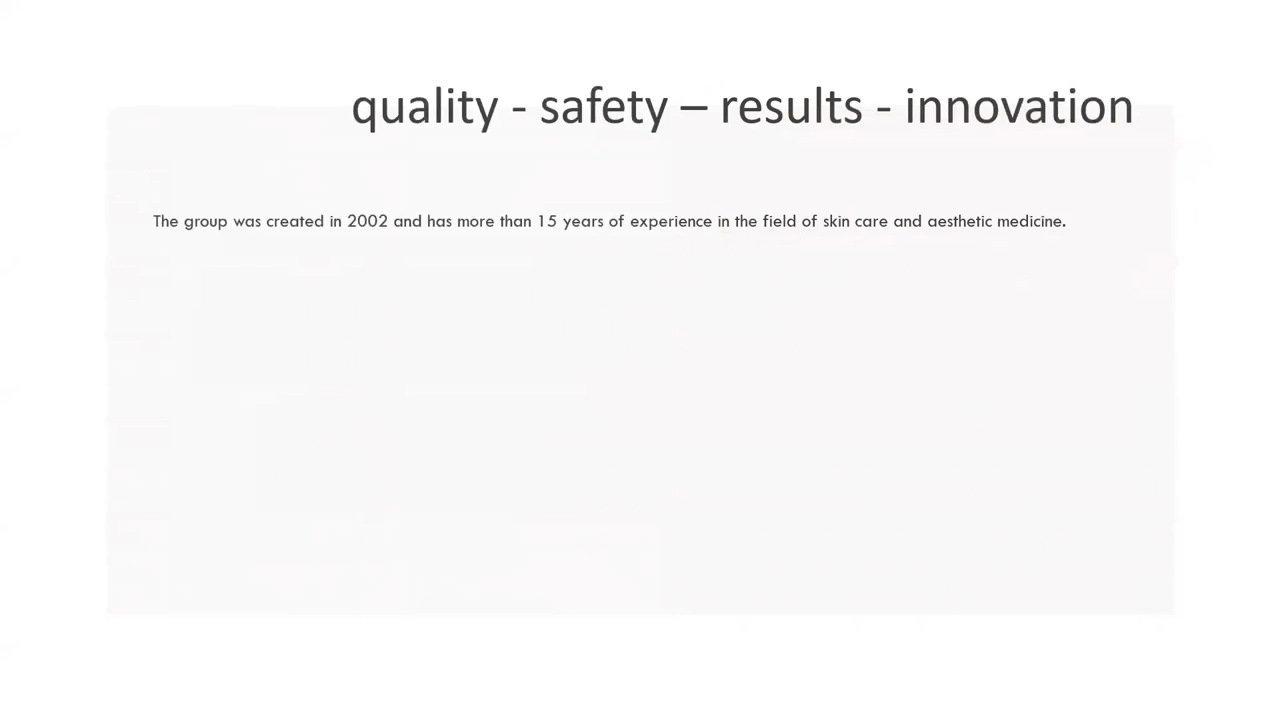 quality - safety – results - innovation
The group was created in 2002 and has more than 15 years of experience in the field of skin care and aesthetic medicine.